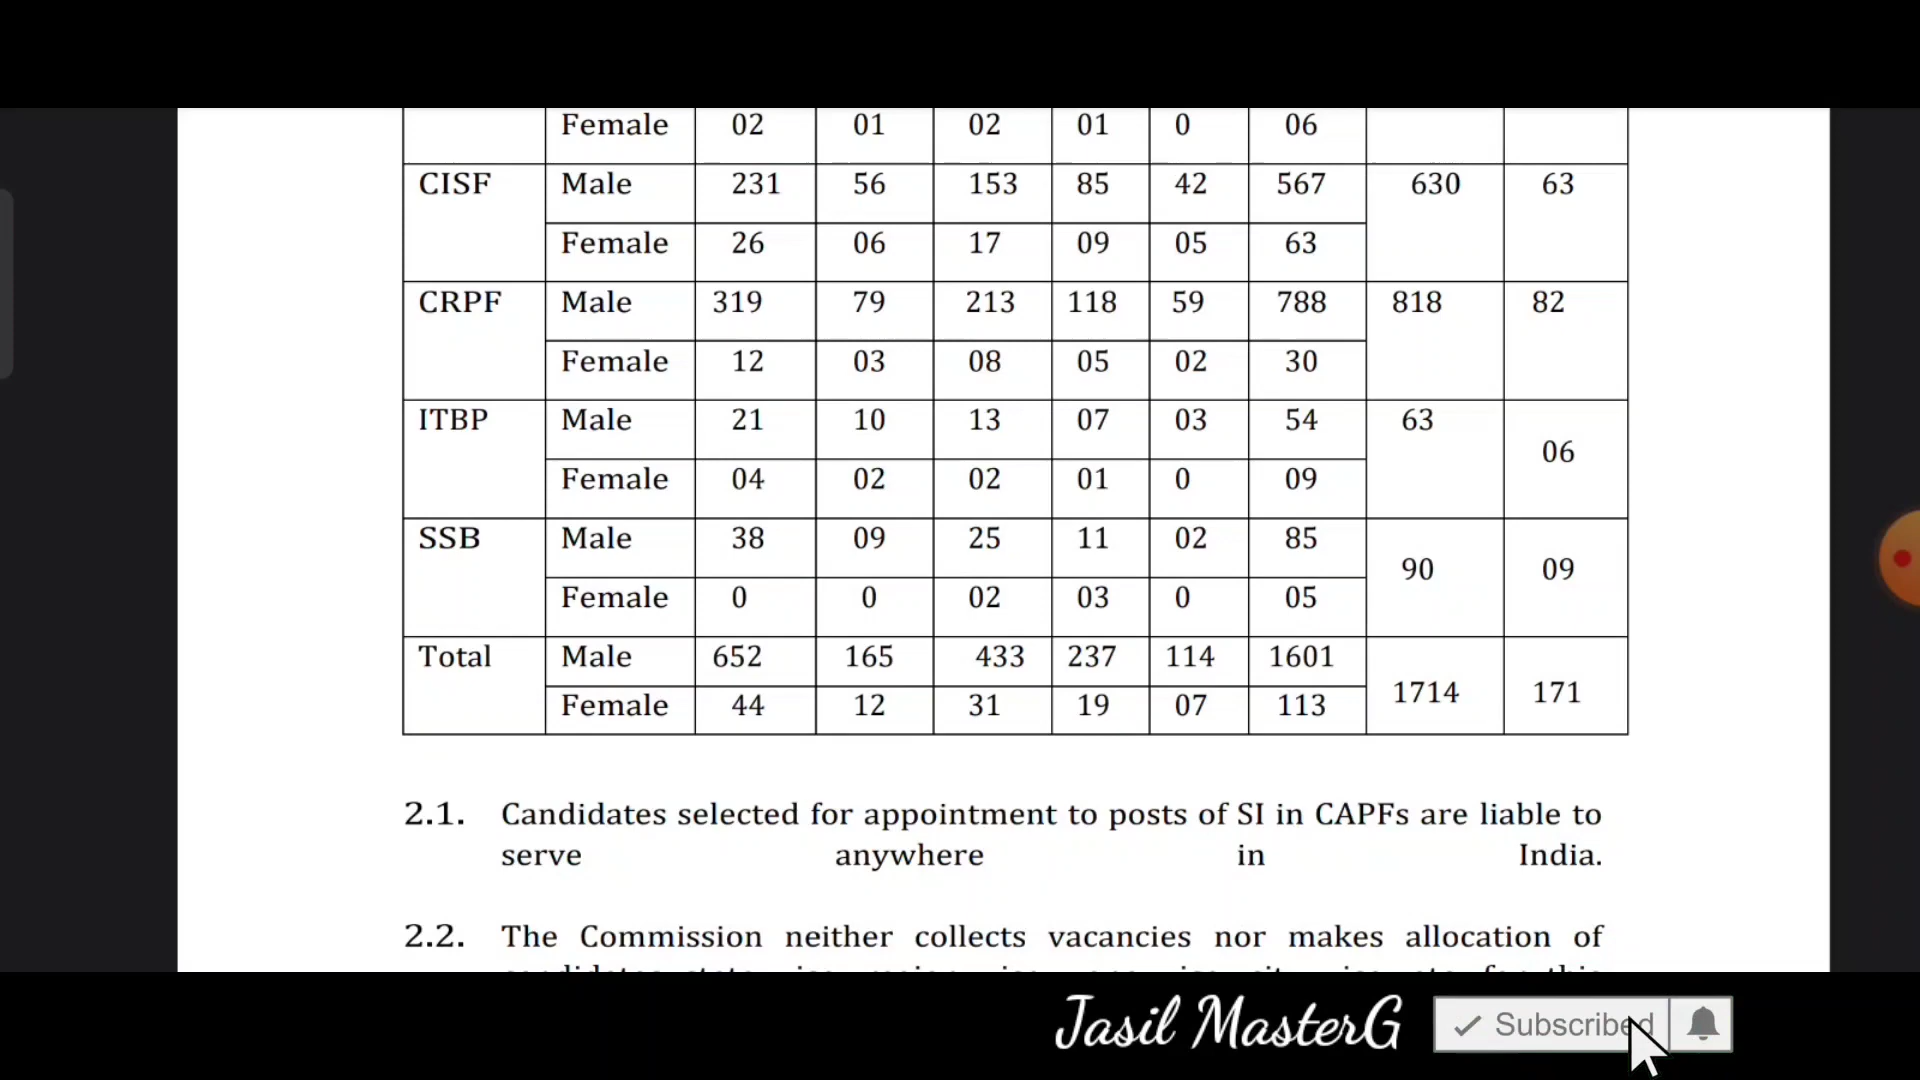 Female 02 01 02 01 0 06
CISF Male 231 56 153 85 42 567 630 63
Female 26 06 17 09 05 63
CRPF Male 319 79 213 118 59 788 818 82
Female 12 03 08 05 02 30
ITBP Male 21 10 13 07 03 54 63 06
Female 04 02 02 01 0 09
SSB Male 38 09 25 11 02 85 90 09
Female 0 0 02 03 0 05
Total Male 652 165 433 237 114 1601 1714 171
Female 44 12 31 19 07 113
2.1. Candidates selected for appointment to posts of SI in CAPFs are liable to
serve anywhere in India.
2.2. The Commission neither collects vacancies nor makes allocation of
Jasil MasterG
Subscribed